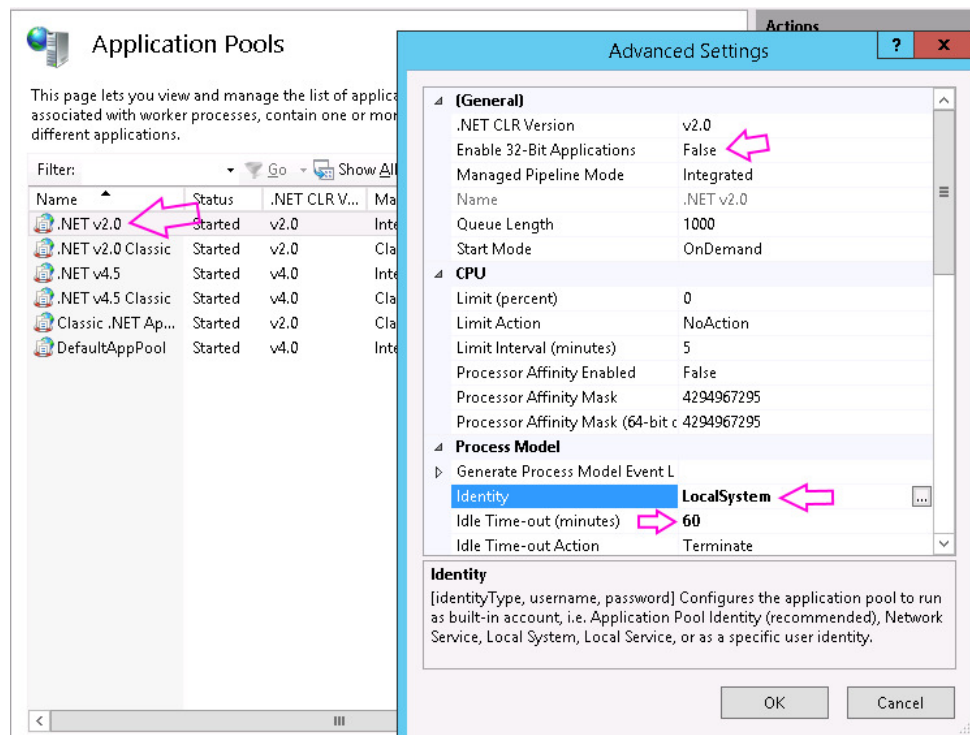 Application Pools
This page lets you view and manage the list of applica
associated with worker processes, contain one or mor
different applications.
Filter: Go Show All
Name Status .NET CLR V... Ma
.NET v2.0 Started v2.0 Inte
.NET v2.0 Classic Started v2.0 Cla
.NET v4.5 Started v4.0 Inte
.NET v4.5 Classic Started v4.0 Cla
Classic .NET Ap... Started v2.0 Cla
DefaultAppPool Started v4.0 Inte
Actions
Advanced Settings ? x
(General)
.NET CLR Version v2.0
Enable 32-Bit Applications False
Managed Pipeline Mode Integrated
Name .NET v2.0
Queue Length 1000
Start Mode OnDemand
CPU
Limit (percent) 0
Limit Action NoAction
Limit Interval (minutes) 5
Processor Affinity Enabled False
Processor Affinity Mask 4294967295
Processor Affinity Mask (64-bit c 4294967295
Process Model
Generate Process Model Event L
Identity LocalSystem ...
Idle Time-out (minutes) 60
Idle Time-out Action Terminate
Identity
[identityType, username, password] Configures the application pool to run
as built-in account, i.e. Application Pool Identity (recommended), Network
Service, Local System, Local Service, or as a specific user identity.
OK Cancel